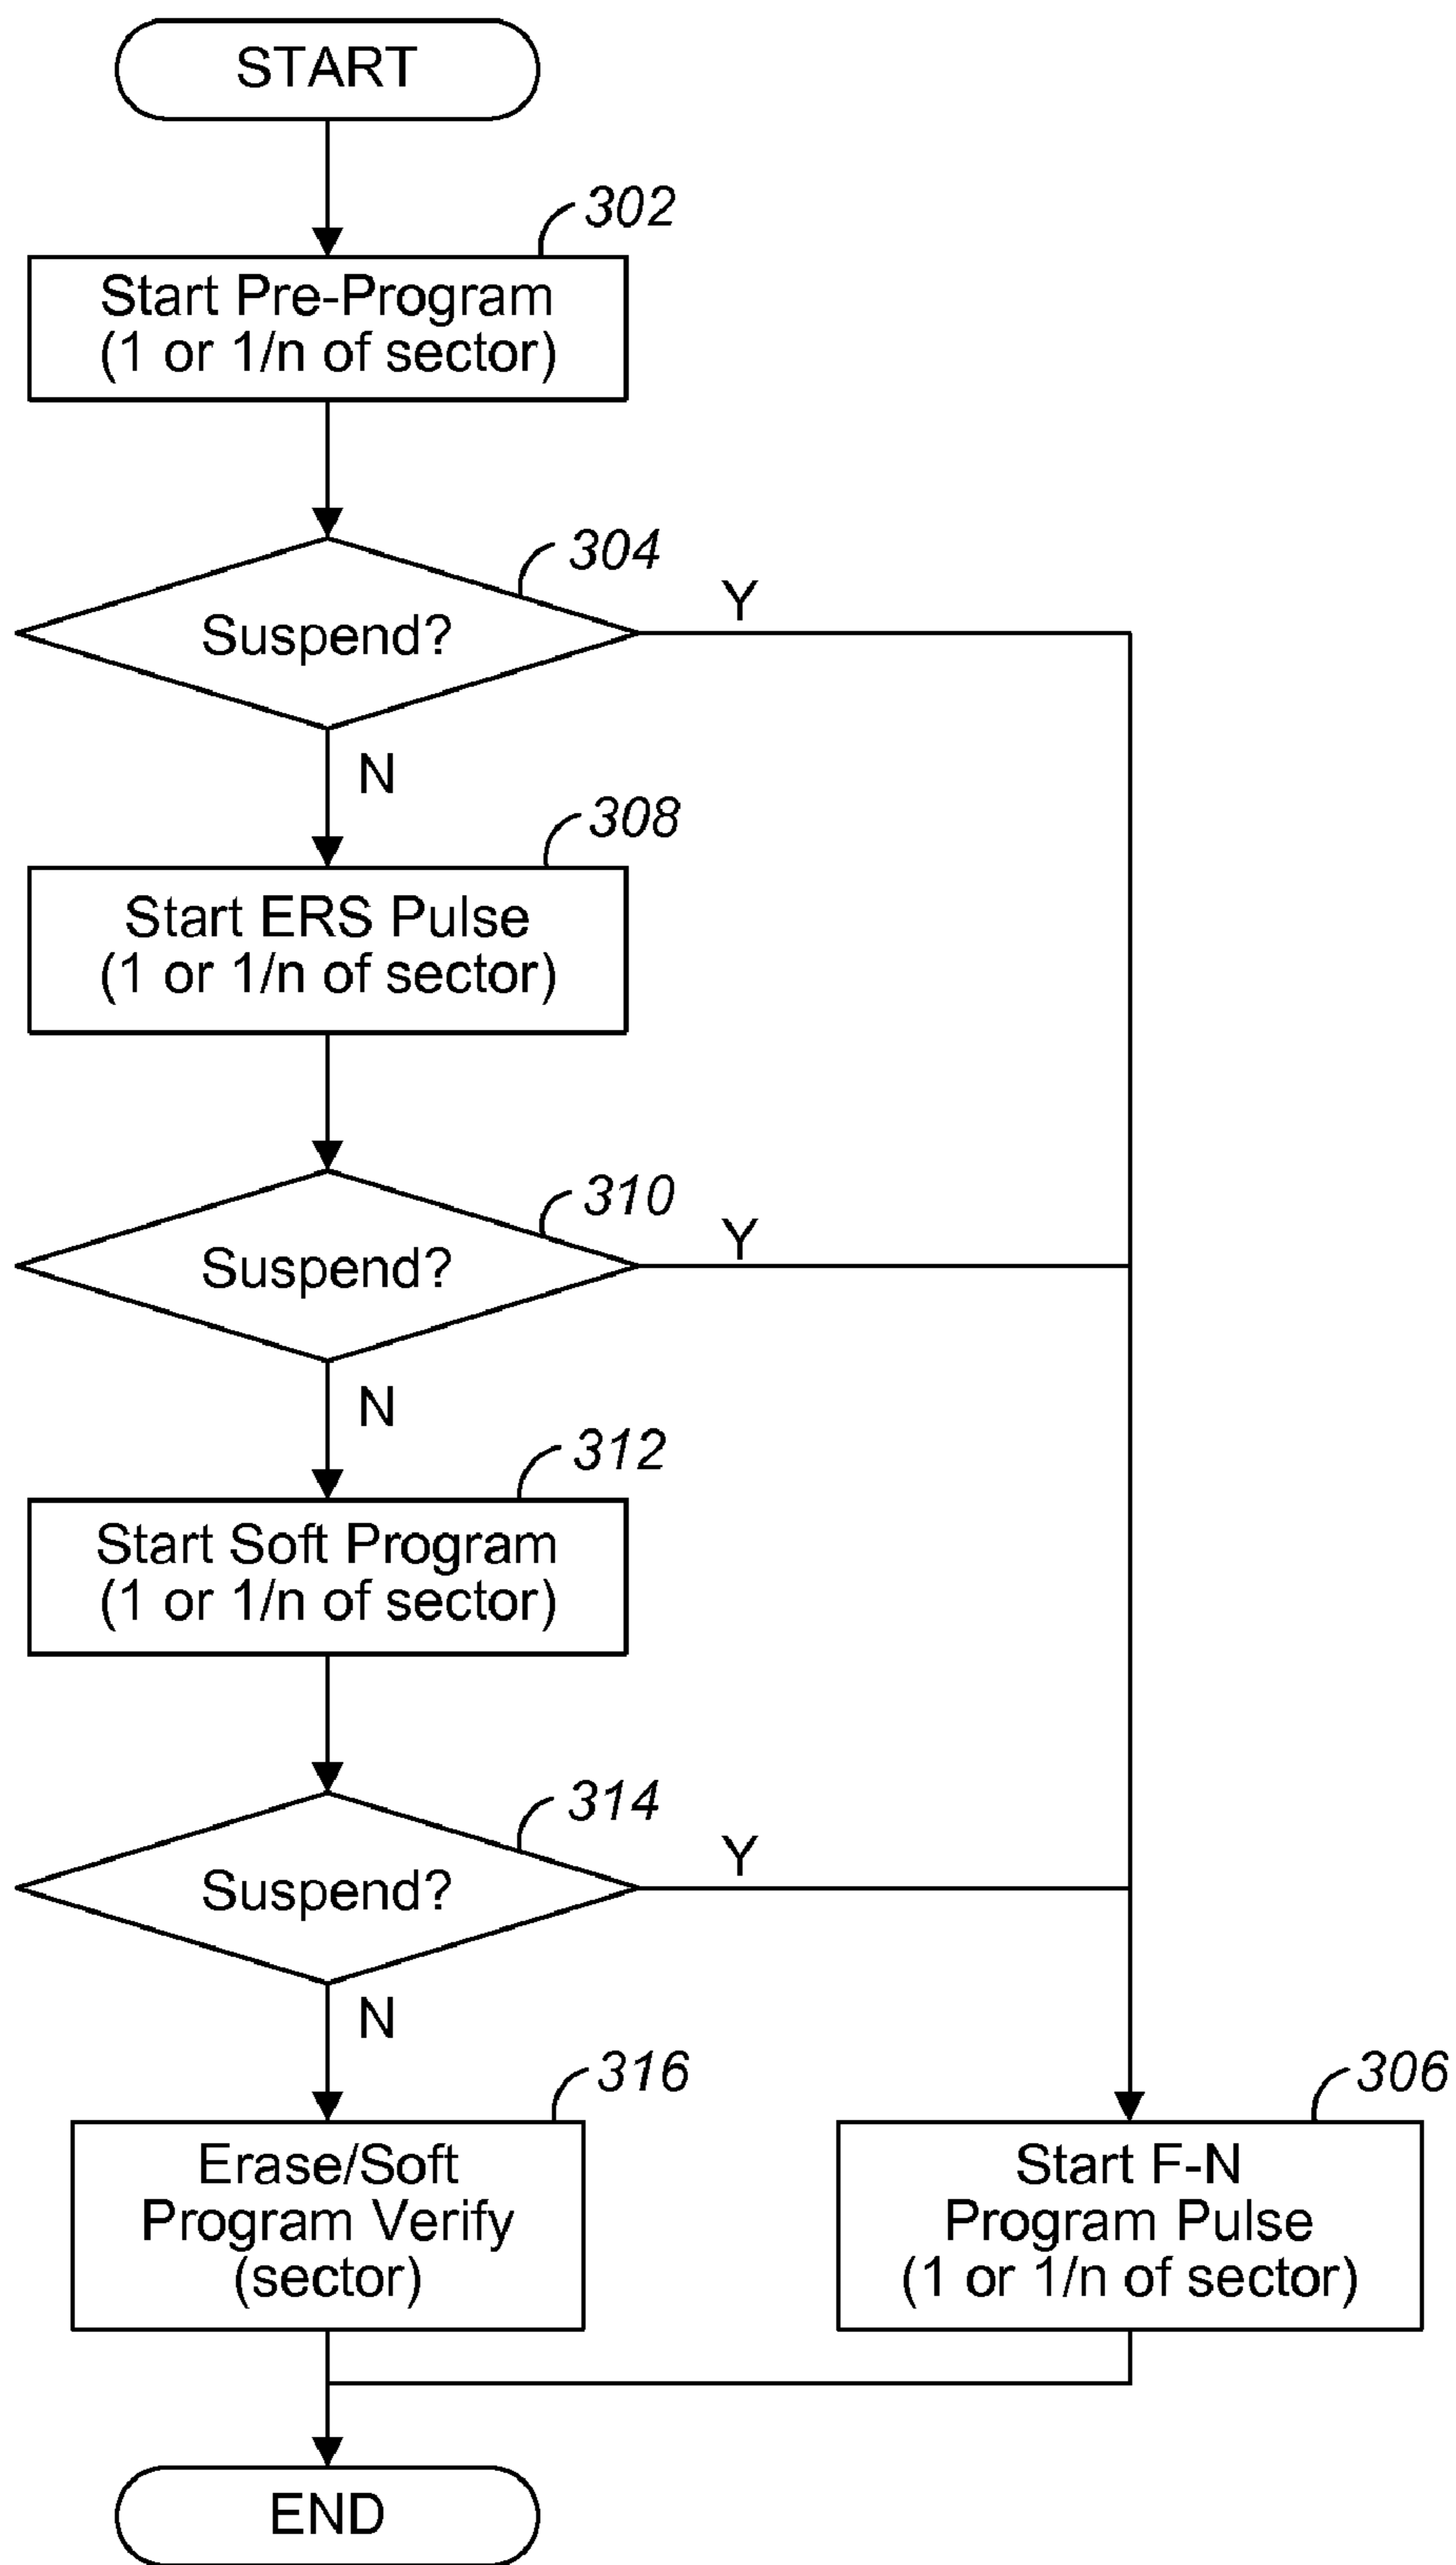 START
302
Start Pre-Program
(1 or 1/n of sector)
304
Suspend?
Y
N
308
Start ERS Pulse
(1 or 1/n of sector)
310
Suspend?
Y
N
312
Start Soft Program
(1 or 1/n of sector)
314
Suspend?
Y
N
316
Erase/Soft
Program Verify
(sector)
306
Start F-N
Program Pulse
(1 or 1/n of sector)
END